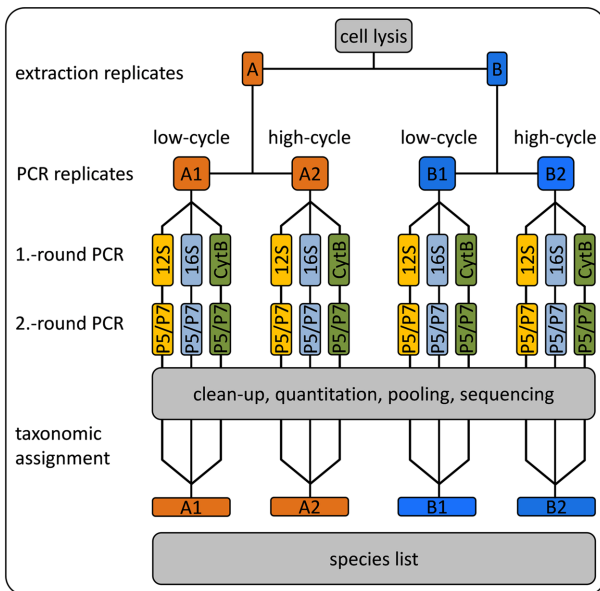 cell lysis
extraction replicates
A
B
low-cycle
high-cycle
low-cycle
high-cycle
PCR replicates
A1
A2
B1
B2
1.-round PCR
12S
16S
CytB
12S
16S
CytB
12S
16S
CytB
12S
16S
CytB
2.-round PCR
P5/P7
P5/P7
P5/P7
P5/P7
P5/P7
P5/P7
P5/P7
P5/P7
P5/P7
P5/P7
P5/P7
P5/P7
clean-up, quantitation, pooling, sequencing
taxonomic
assignment
A1
A2
B1
B2
species list